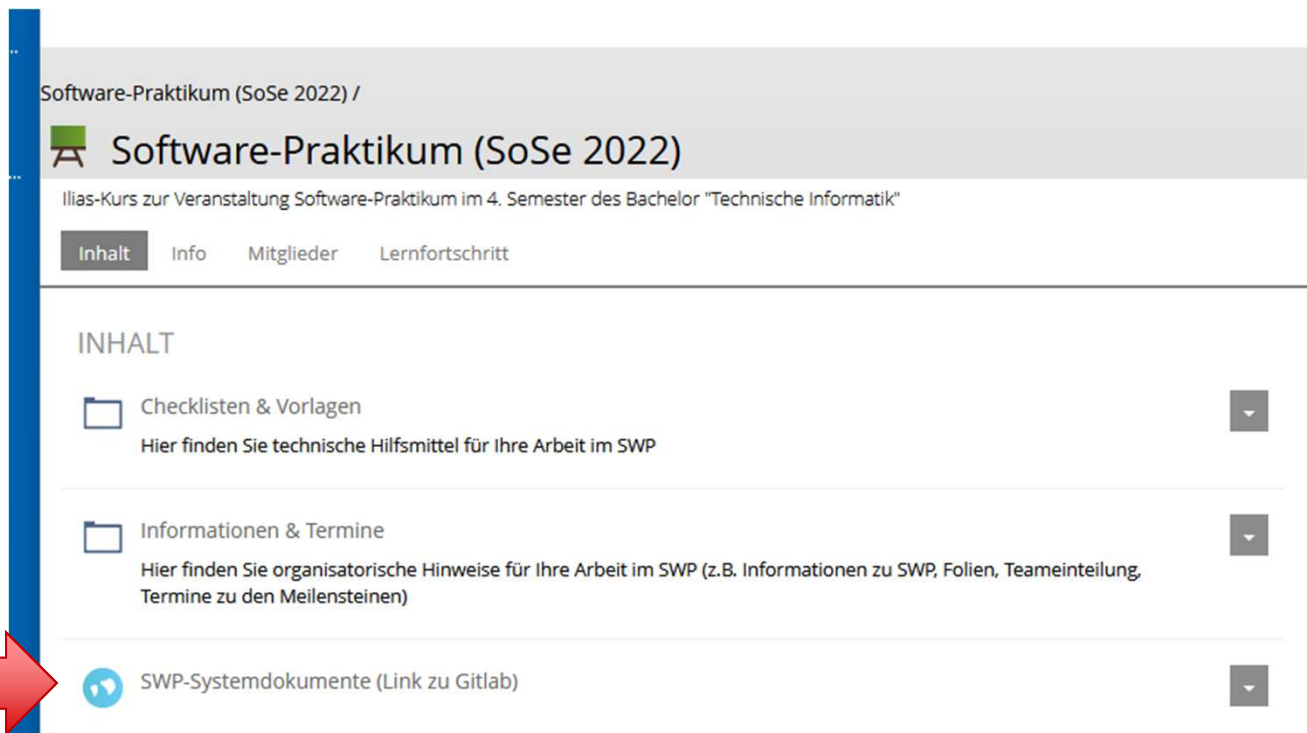 Software-Praktikum (SoSe 2022) /
Software-Praktikum (SoSe 2022)
Ilias-Kurs zur Veranstaltung Software-Praktikum im 4. Semester des Bachelor "Technische Informatik"
Inhalt Info Mitglieder Lernfortschritt
INHALT
Checklisten & Vorlagen
Hier finden Sie technische Hilfsmittel für Ihre Arbeit im SWP
Informationen & Termine
Hier finden Sie organisatorische Hinweise für Ihre Arbeit im SWP (z.B. Informationen zu SWP, Folien, Teameinteilung,
Termine zu den Meilensteinen)
SWP-Systemdokumente (Link zu Gitlab)